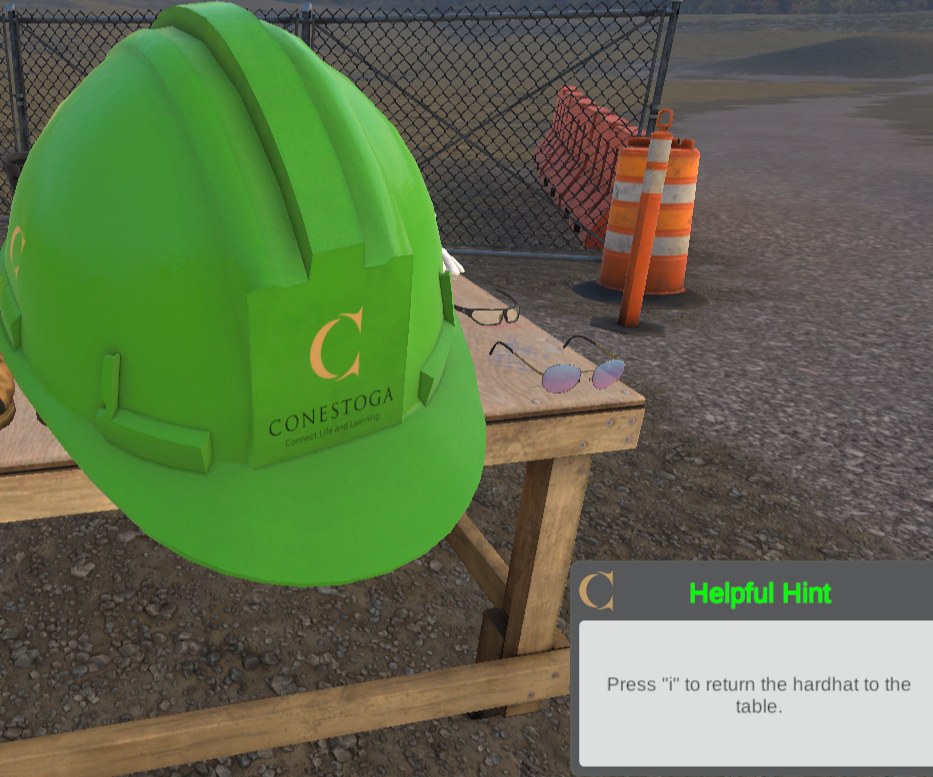 C
CONESTOGA
Connect Life and Learning
C
C
Helpful Hint
Press "i" to return the hardhat to the
table.